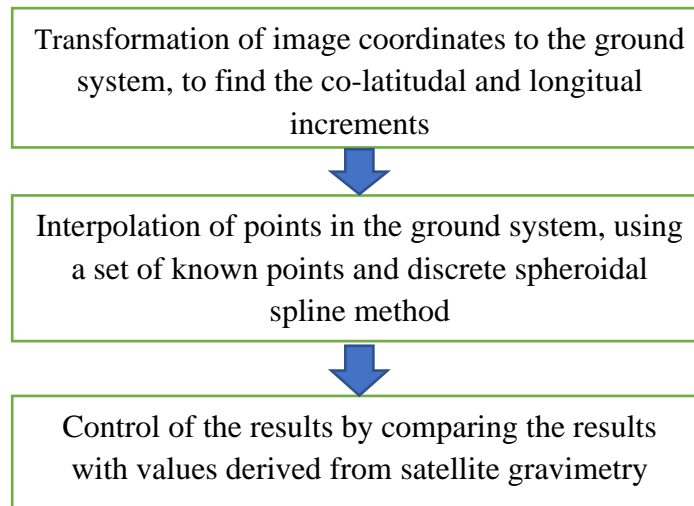 Transformation of image coordinates to the ground
system, to find the co-latitudal and longitual
increments
Interpolation of points in the ground system, using
a set of known points and discrete spheroidal
spline method
Control of the results by comparing the results
with values derived from satellite gravimetry